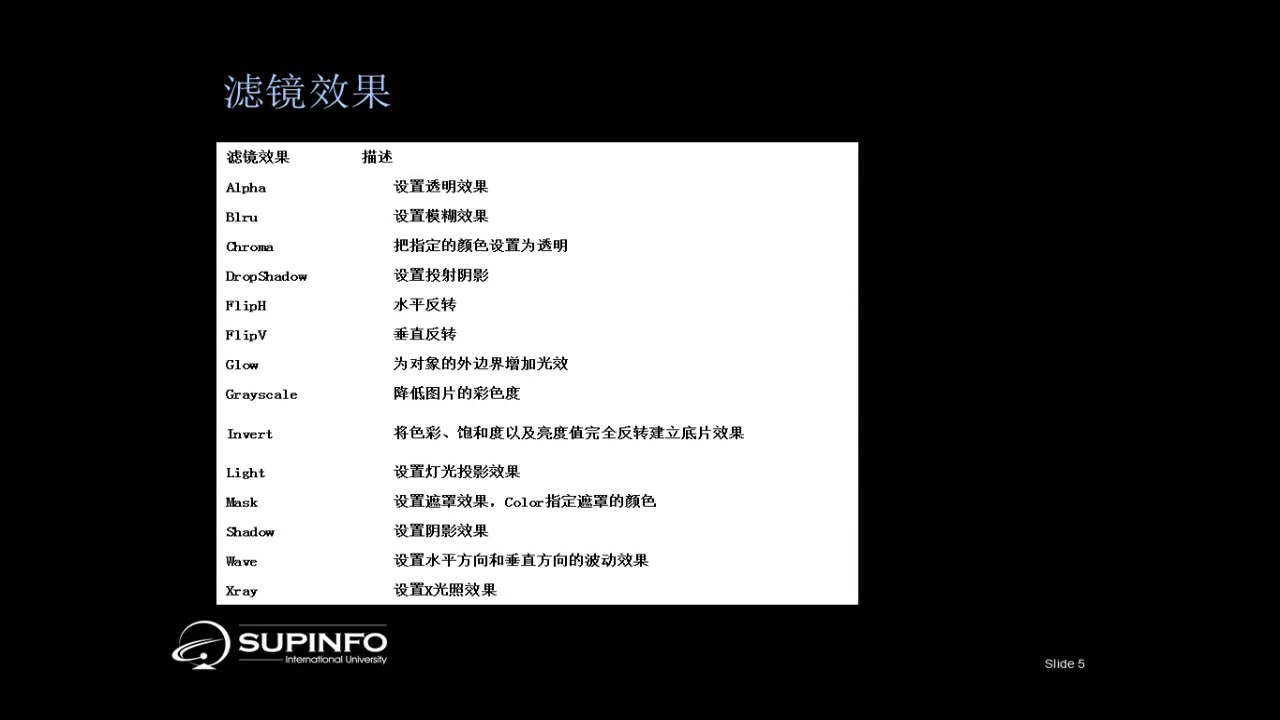 滤镜效果
滤镜效果 描述
Alpha 设置透明效果
Blru 设置模糊效果
Chroma 把指定的颜色设置为透明
DropShadow 设置投射阴影
FlipH 水平反转
FlipV 垂直反转
Glow 为对象的外边界增加光效
Grayscale 降低图片的彩色度
Invert 将色彩、饱和度以及亮度值完全反转建立底片效果
Light 设置灯光投影效果
Mask 设置遮罩效果，Color指定遮罩的颜色
Shadow 设置阴影效果
Wave 设置水平方向和垂直方向的波动效果
Xray 设置X光照效果
SUPINFO
International University
Slide 5